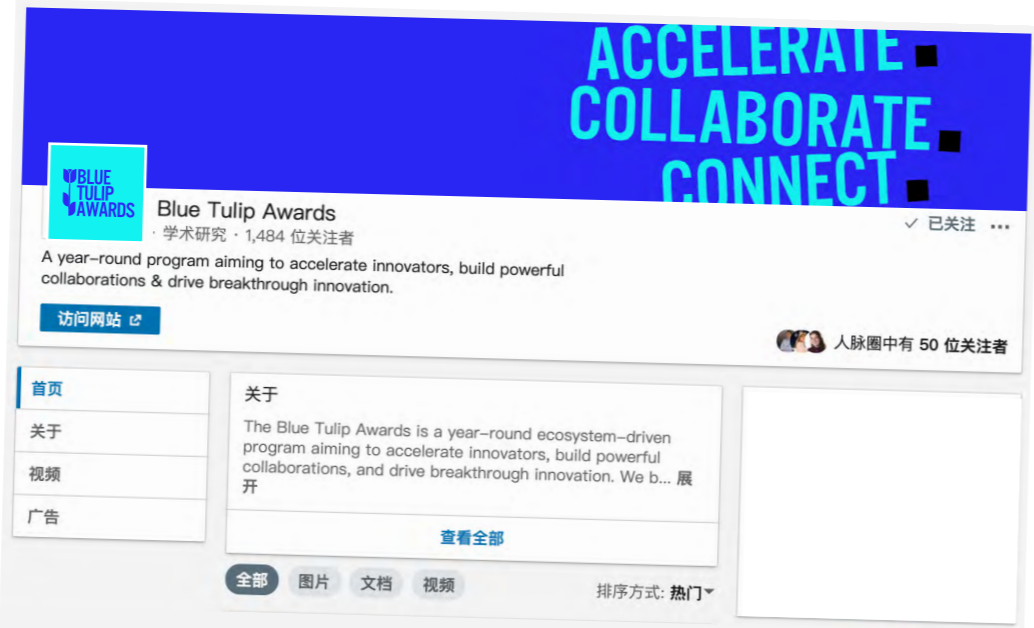 ACCELERATE
COLLABORATE
CONNECT
BLUE
TULIP
AWARDS
Blue Tulip Awards
· 学术研究 · 1,484 位关注者
✓ 已关注 ···
A year-round program aiming to accelerate innovators, build powerful
collaborations & drive breakthrough innovation.
访问网站
人脉圈中有 50 位关注者
首页
关于
视频
广告
关于
The Blue Tulip Awards is a year-round ecosystem-driven
program aiming to accelerate innovators, build powerful
collaborations, and drive breakthrough innovation. We b... 展
开
查看全部
全部 图片 文档 视频
排序方式: 热门